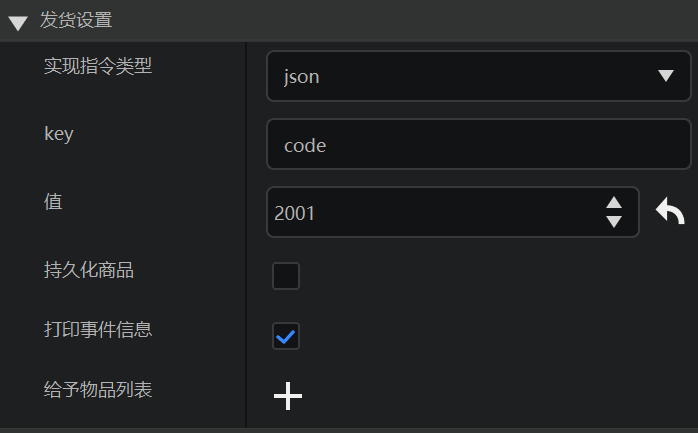 发货设置
实现指令类型
json
key
code
值
2001
持久化商品
打印事件信息
给予物品列表